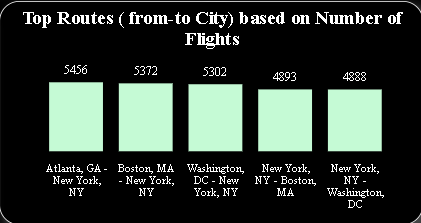 Top Routes ( from-to City) based on Number of
Flights
5456
5372
5302
4893
4888
Atlanta, GA -
New York,
NY
Boston, MA
- New York,
NY
Washington,
DC - New
York, NY
New York,
NY - Boston,
MA
New York,
NY -
Washington,
DC